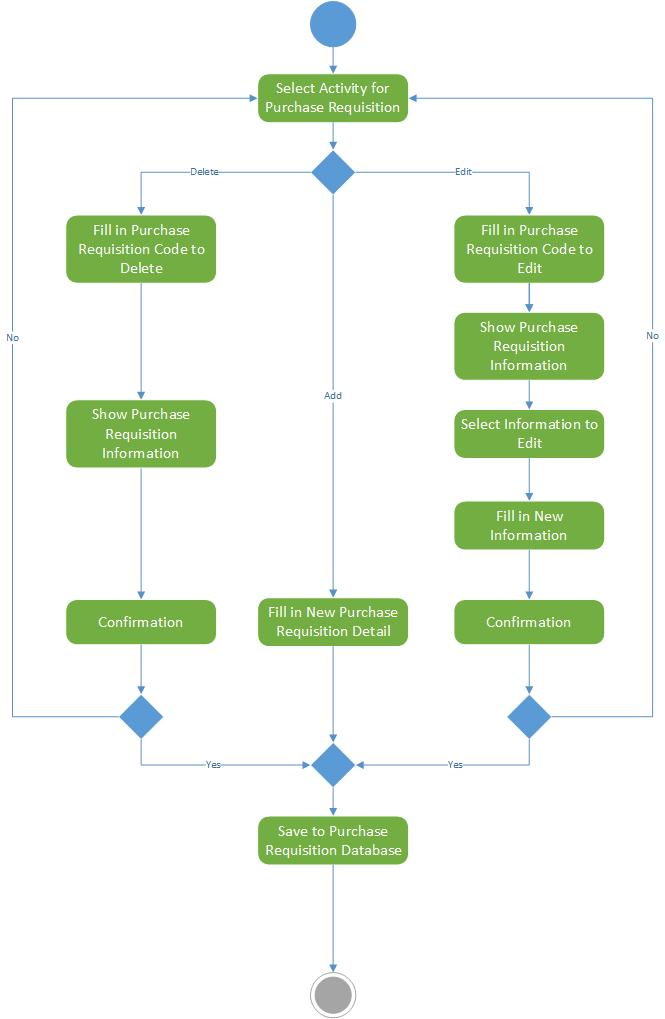 Select Activity for
Purchase Requisition
Delete
Edit
Fill in Purchase
Requisition Code to
Delete
Fill in Purchase
Requisition Code to
Edit
No
No
Show Purchase
Requisition
Information
Add
Show Purchase
Requisition
Information
Select Information to
Edit
Fill in New
Information
Confirmation
Fill in New Purchase
Requisition Detail
Confirmation
Yes
Yes
Save to Purchase
Requisition Database